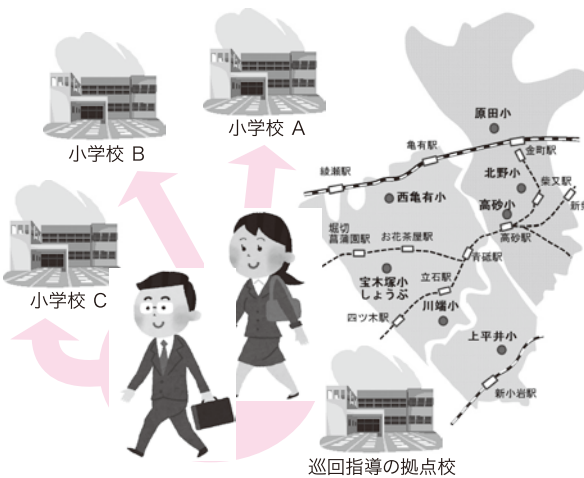 小学校 A
小学校 B
小学校 C
巡回指導の拠点校
原田小
亀有駅
金町駅
綾瀬駅
北野小
柴又駅
西亀有小
高砂小
高砂駅
堀切
菖蒲園駅
お花茶屋駅
青砥駅
宝木塚小
しょうぶ
立石駅
川端小
四ツ木駅
上平井小
新小岩駅